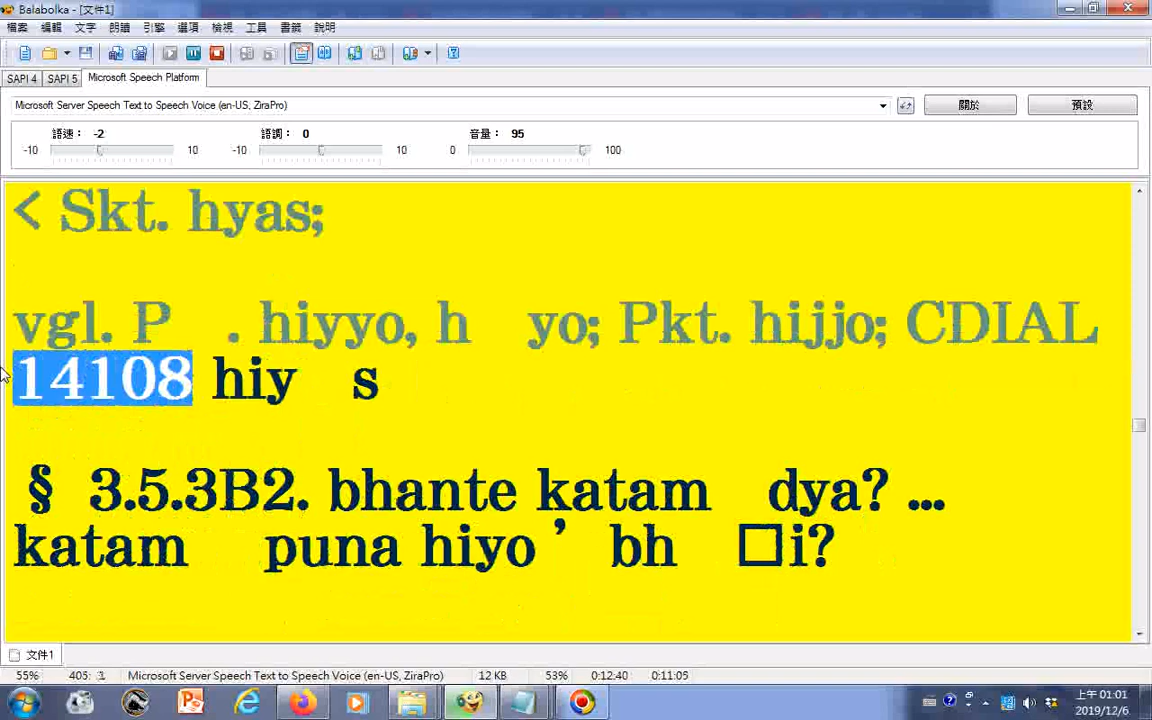 Balabolka - [文件1]
檔案 編輯 文字 朗讀 引擎 選項 檢視 工具 書籤 說明
SAPI 4 SAPI 5 Microsoft Speech Platform
Microsoft Server Speech Text to Speech Voice (en-US, ZiraPro) 關於 預設
語速： -2 語調： 0 音量： 95
-10 10 -10 10 0 100
< Skt. hyas;
vgl. P . hiyyo, h yo; Pkt. hijjo; CDIAL
14108 hiy s
§ 3.5.3B2. bhante katam dya? ...
katam puna hiyo ’ bh □i?
文件1
55% 405: 1 Microsoft Server Speech Text to Speech Voice (en-US, ZiraPro) 12 KB 53% 0:12:40 0:11:05
上午 01:01
2019/12/6